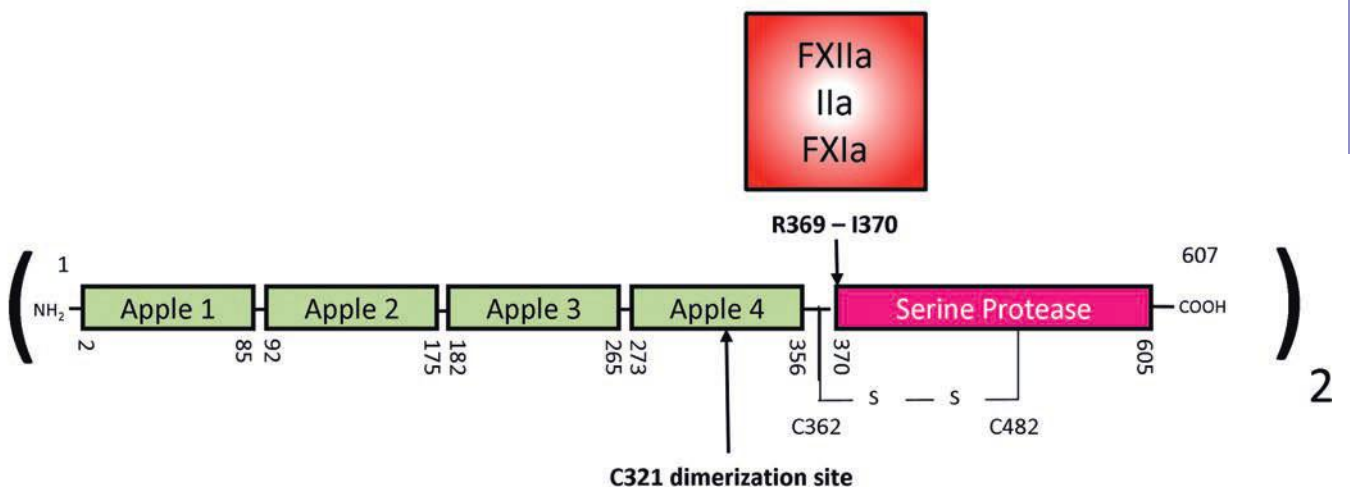 FXIIa
IIa
FXIa
R369 – I370
( 1 607 )
NH2 Apple 1 Apple 2 Apple 3 Apple 4 Serine Protease COOH
2 85 92 175 182 265 273 356 370 605
2
S S
C362 C482
C321 dimerization site